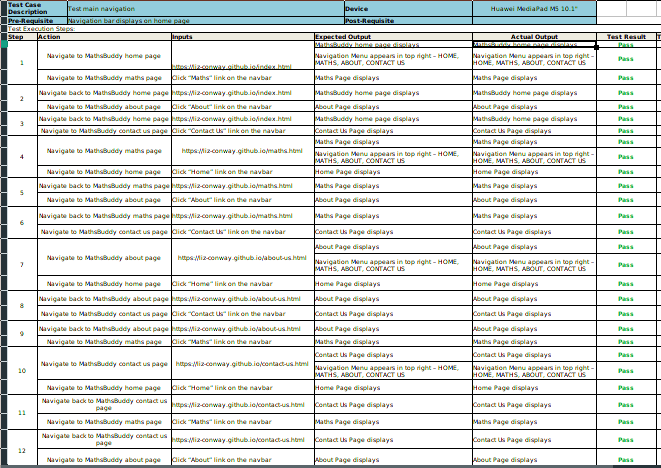 Test Case Description Test main navigation Device Huawei MediaPad M5 10.1"
Pre-Requisite Navigation bar displays on home page Post-Requisite
Test Execution Steps:
Step Action Inputs Expected Output Actual Output Test Result
MathsBuddy home page displays MathsBuddy home page displays Pass
1 Navigate to MathsBuddy home page https://liz-conway.github.io/index.html Navigation Menu appears in top right – HOME, MATHS, ABOUT, CONTACT US Navigation Menu appears in top right – HOME, MATHS, ABOUT, CONTACT US Pass
Navigate to MathsBuddy maths page Click "Maths" link on the navbar Maths Page displays Maths Page displays Pass
2 Navigate back to MathsBuddy home page https://liz-conway.github.io/index.html MathsBuddy home page displays MathsBuddy home page displays Pass
Navigate to MathsBuddy about page Click "About" link on the navbar About Page displays About Page displays Pass
3 Navigate back to MathsBuddy home page https://liz-conway.github.io/index.html MathsBuddy home page displays MathsBuddy home page displays Pass
Navigate to MathsBuddy contact us page Click "Contact Us" link on the navbar Contact Us Page displays Contact Us Page displays Pass
4 Navigate to MathsBuddy maths page https://liz-conway.github.io/maths.html Maths Page displays Maths Page displays Pass
Navigation Menu appears in top right – HOME, MATHS, ABOUT, CONTACT US Navigation Menu appears in top right – HOME, MATHS, ABOUT, CONTACT US Pass
Navigate to MathsBuddy home page Click "Home" link on the navbar Home Page displays Home Page displays Pass
5 Navigate back to MathsBuddy maths page https://liz-conway.github.io/maths.html Maths Page displays Maths Page displays Pass
Navigate to MathsBuddy about page Click "About" link on the navbar About Page displays About Page displays Pass
6 Navigate back to MathsBuddy maths page https://liz-conway.github.io/maths.html Maths Page displays Maths Page displays Pass
Navigate to MathsBuddy contact us page Click "Contact Us" link on the navbar Contact Us Page displays Contact Us Page displays Pass
7 Navigate to MathsBuddy about page https://liz-conway.github.io/about-us.html About Page displays About Page displays Pass
Navigation Menu appears in top right – HOME, MATHS, ABOUT, CONTACT US Navigation Menu appears in top right – HOME, MATHS, ABOUT, CONTACT US Pass
Navigate to MathsBuddy home page Click "Home" link on the navbar Home Page displays Home Page displays Pass
8 Navigate back to MathsBuddy about page https://liz-conway.github.io/about-us.html About Page displays About Page displays Pass
Navigate to MathsBuddy contact us page Click "Contact Us" link on the navbar Contact Us Page displays Contact Us Page displays Pass
9 Navigate back to MathsBuddy about page https://liz-conway.github.io/about-us.html About Page displays About Page displays Pass
Navigate to MathsBuddy maths page Click "Maths" link on the navbar Maths Page displays Maths Page displays Pass
10 Navigate to MathsBuddy contact us page https://liz-conway.github.io/contact-us.html Contact Us Page displays Contact Us Page displays Pass
Navigation Menu appears in top right – HOME, MATHS, ABOUT, CONTACT US Navigation Menu appears in top right – HOME, MATHS, ABOUT, CONTACT US Pass
Navigate to MathsBuddy home page Click "Home" link on the navbar Home Page displays Home Page displays Pass
11 Navigate back to MathsBuddy contact us page https://liz-conway.github.io/contact-us.html Contact Us Page displays Contact Us Page displays Pass
Navigate to MathsBuddy maths page Click "Maths" link on the navbar Maths Page displays Maths Page displays Pass
12 Navigate back to MathsBuddy contact us page https://liz-conway.github.io/contact-us.html Contact Us Page displays Contact Us Page displays Pass
Navigate to MathsBuddy about page Click "About" link on the navbar About Page displays About Page displays Pass